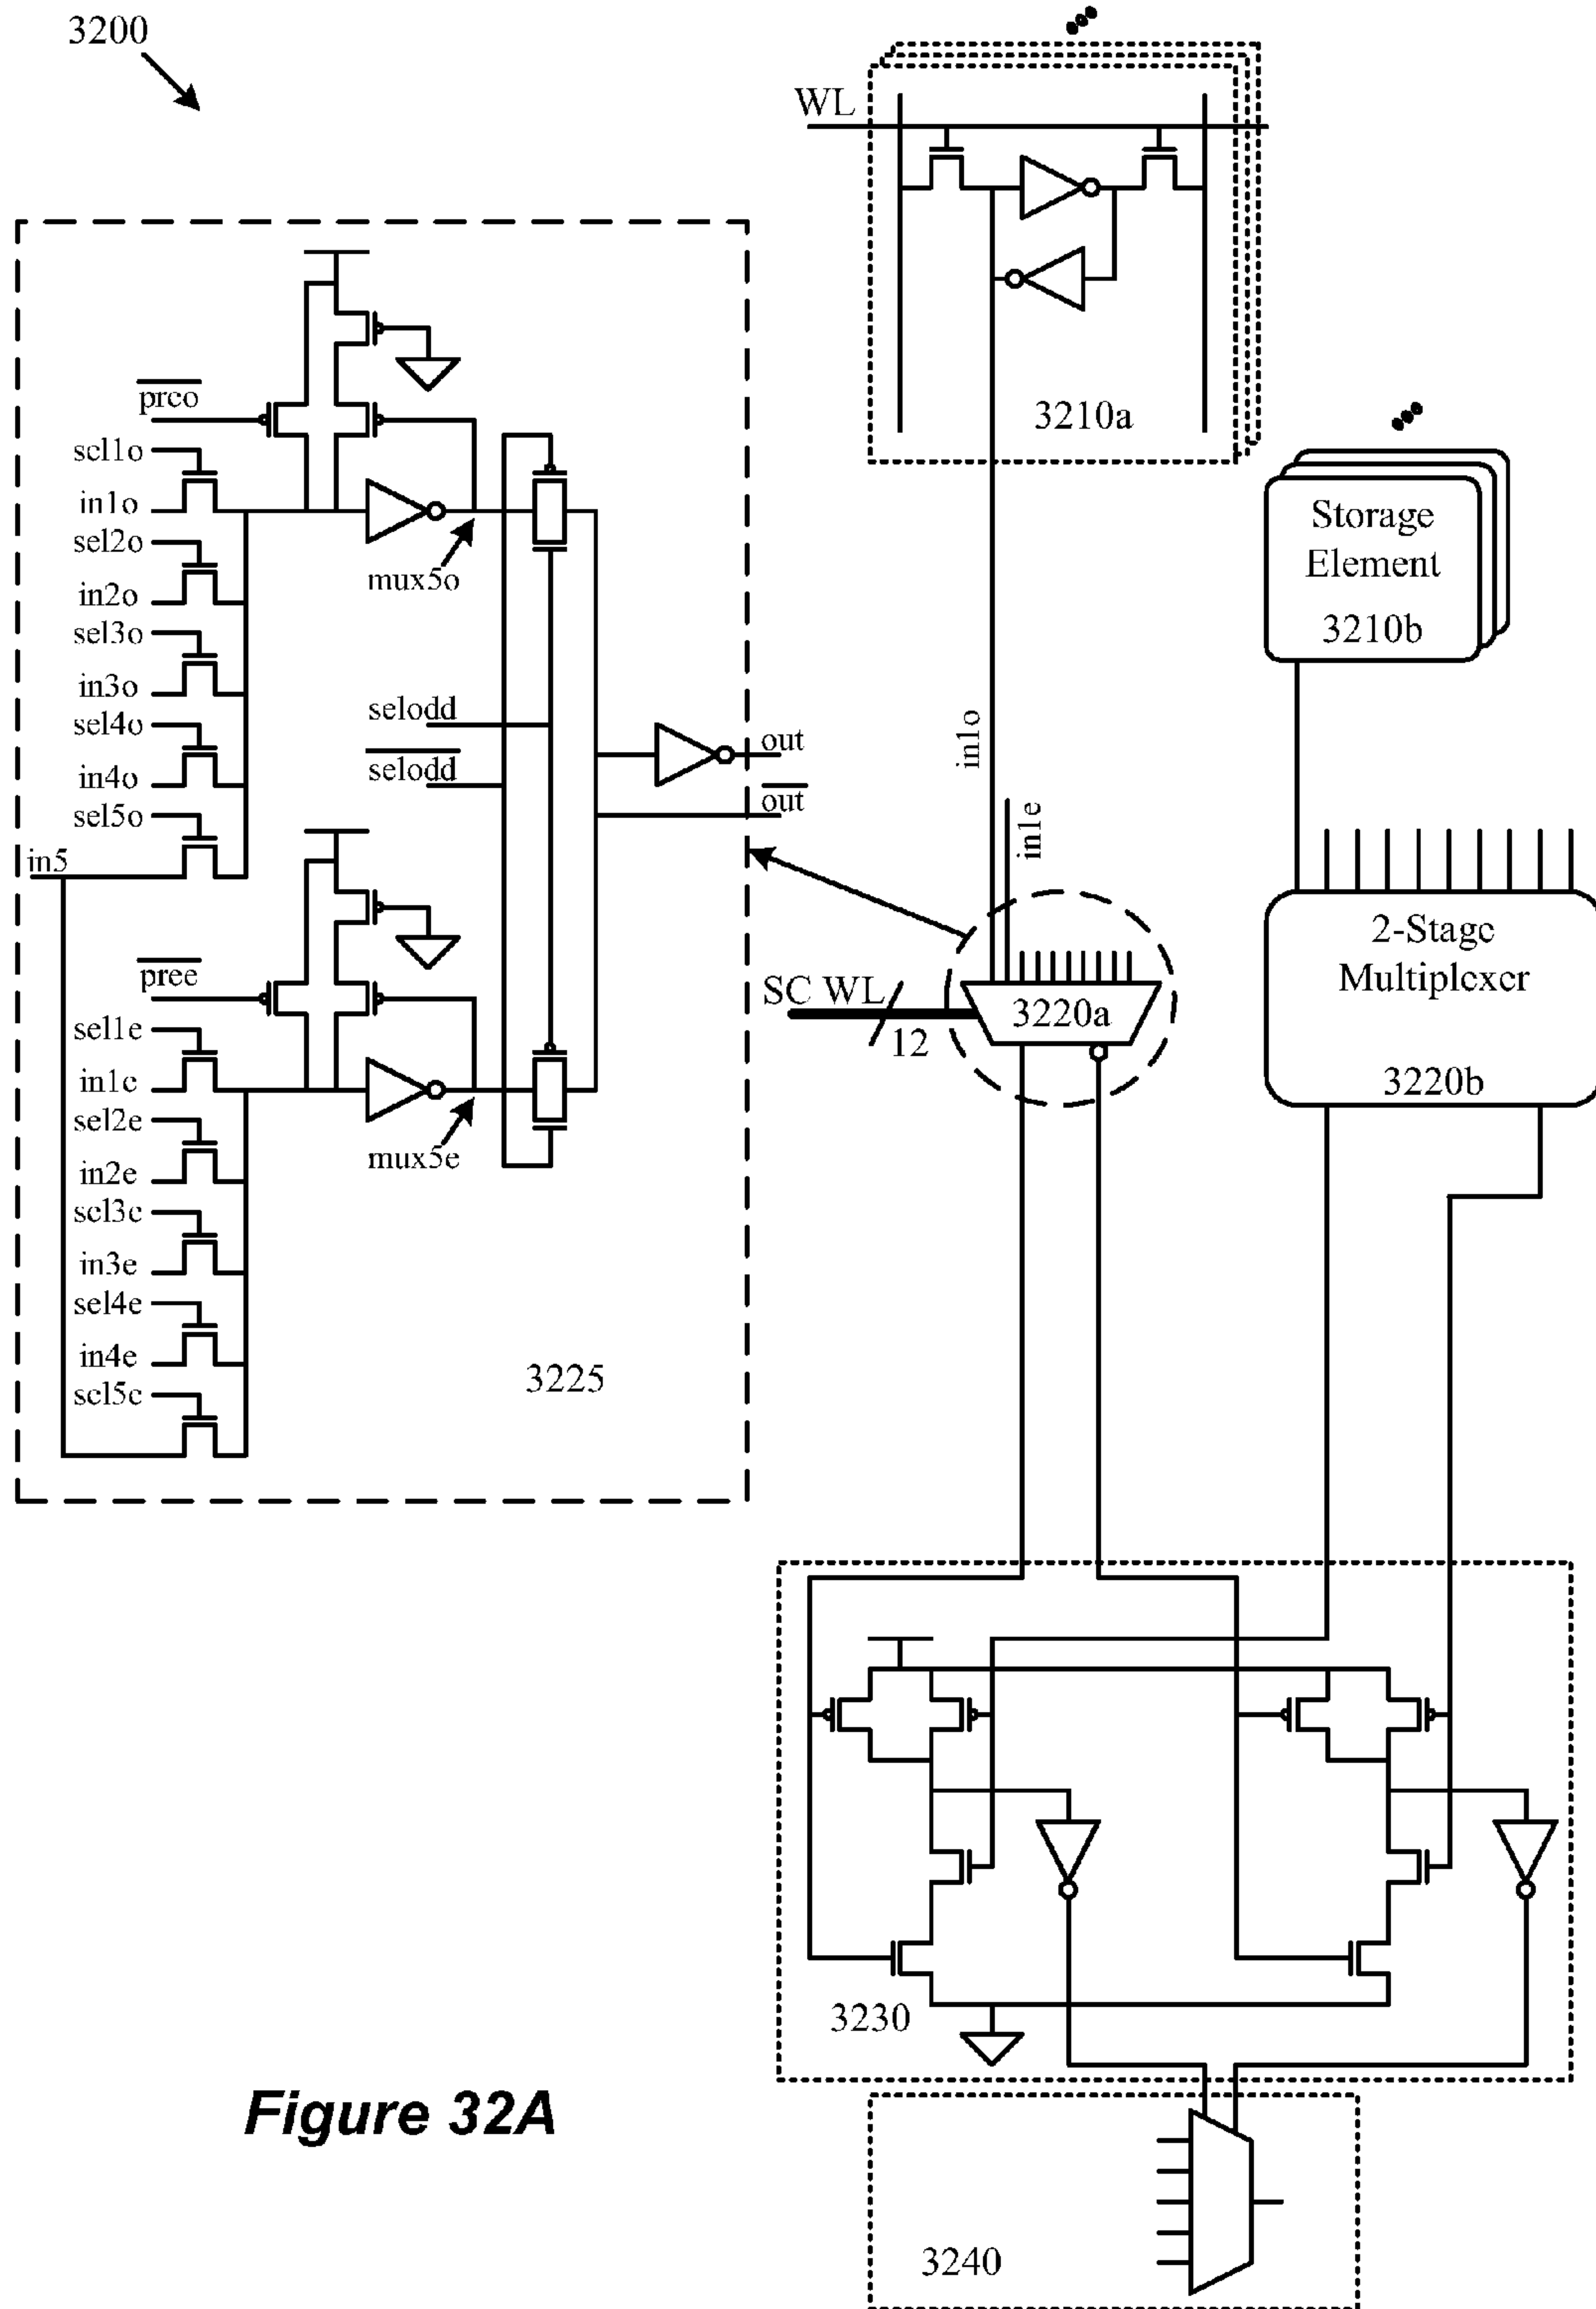 3200
WL
3210a
preo
sel1o
in1o
sel2o
in2o
sel3o
in3o
sel4o
in4o
sel5o
in5
mux5o
selodd
selodd
out
out
pree
sel1e
in1e
sel2e
in2e
sel3e
in3e
sel4e
in4e
sel5e
mux5e
3225
in1o
in1e
Storage
Element
3210b
SC WL
12
3220a
2-Stage
Multiplexer
3220b
3230
3240
Figure 32A